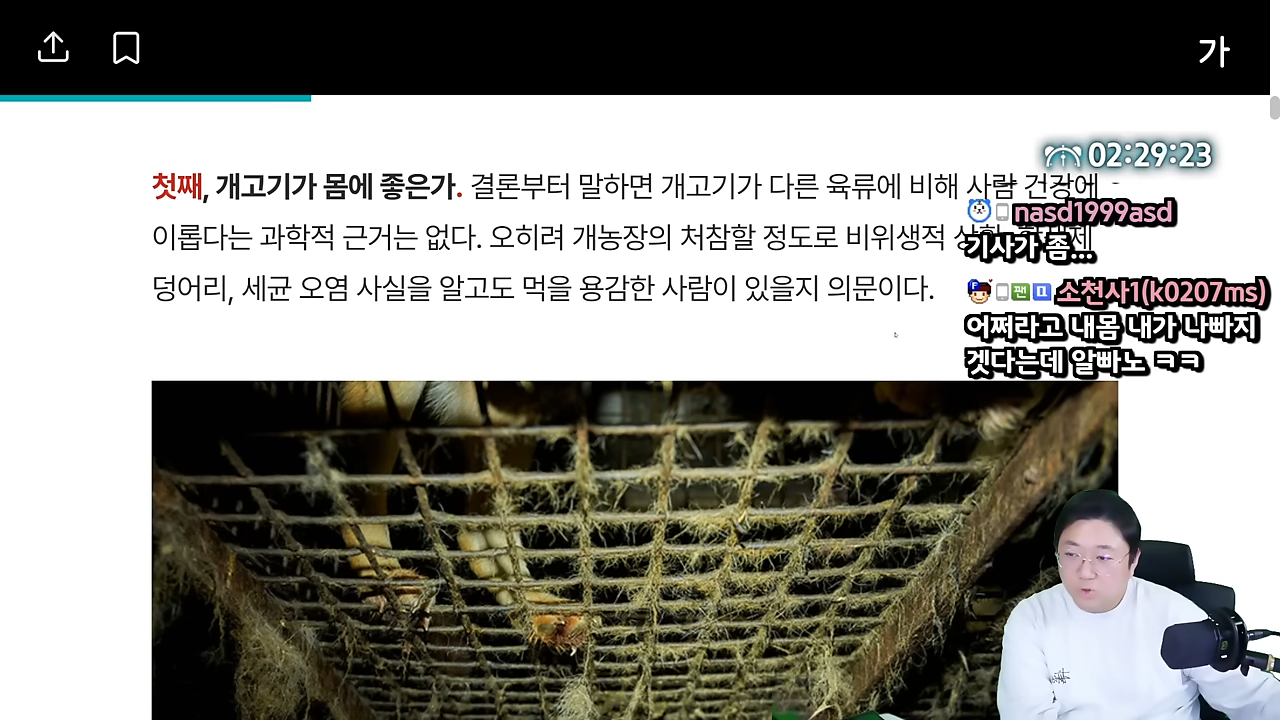 가
첫째, 개고기가 몸에 좋은가. 결론부터 말하면 개고기가 다른 육류에 비해 사람 건강에
이롭다는 과학적 근거는 없다. 오히려 개농장의 처참할 정도로 비위생적
덩어리, 세균 오염 사실을 알고도 먹을 용감한 사람이 있을지 의문이다.
02:29:23
nasd1999asd
기사가 좀...
팬 소천사1(k0207ms)
어쩌라고 내몸 내가 나빠지
겟다는데 알빠노 ㅋㅋ